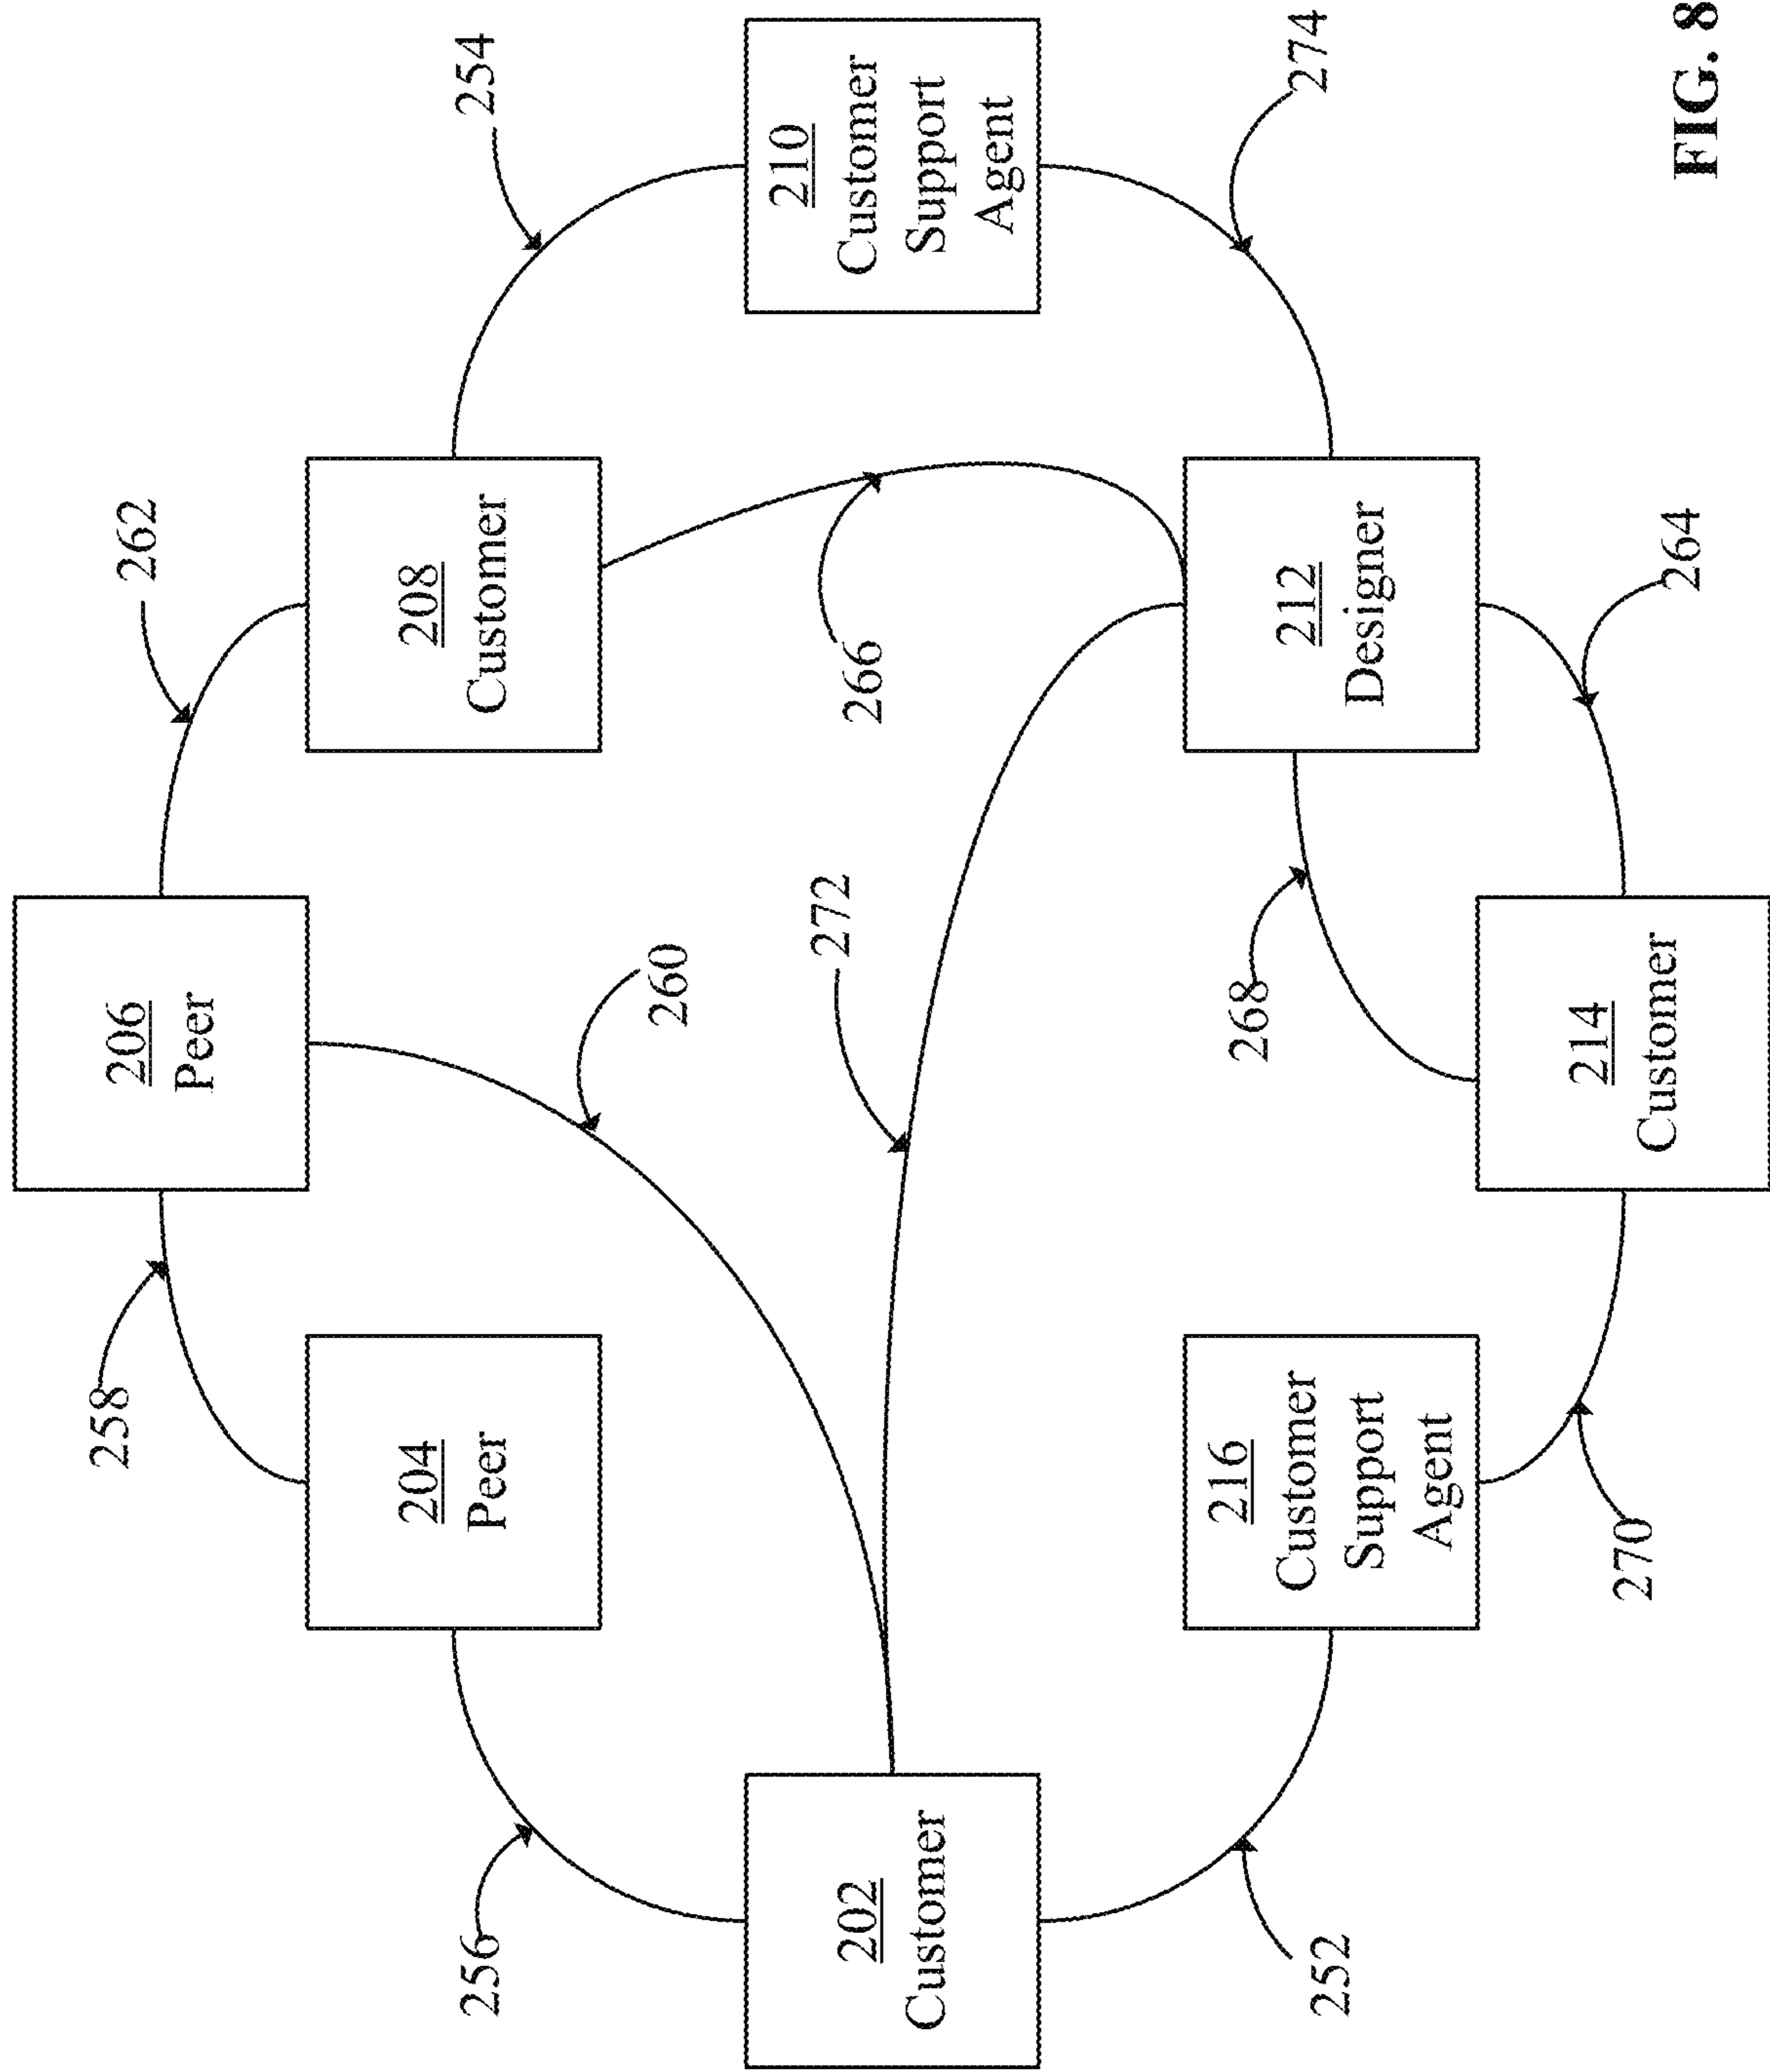 206
Peer
258
262
204
Peer
208
Customer
256
254
260
210
Customer
Support
Agent
272
202
Customer
266
216
Customer
Support
Agent
268
212
Designer
252
274
214
Customer
270
264
FIG. 8